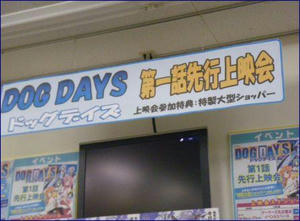 DOG DAYS
ドッグデイズ
第一話先行上映会
上映会参加特典：特製大型ショッパー
イベント
DOG DAYS
第1話
先行上映会
イベント
DOG DAYS
第1話
先行上映会